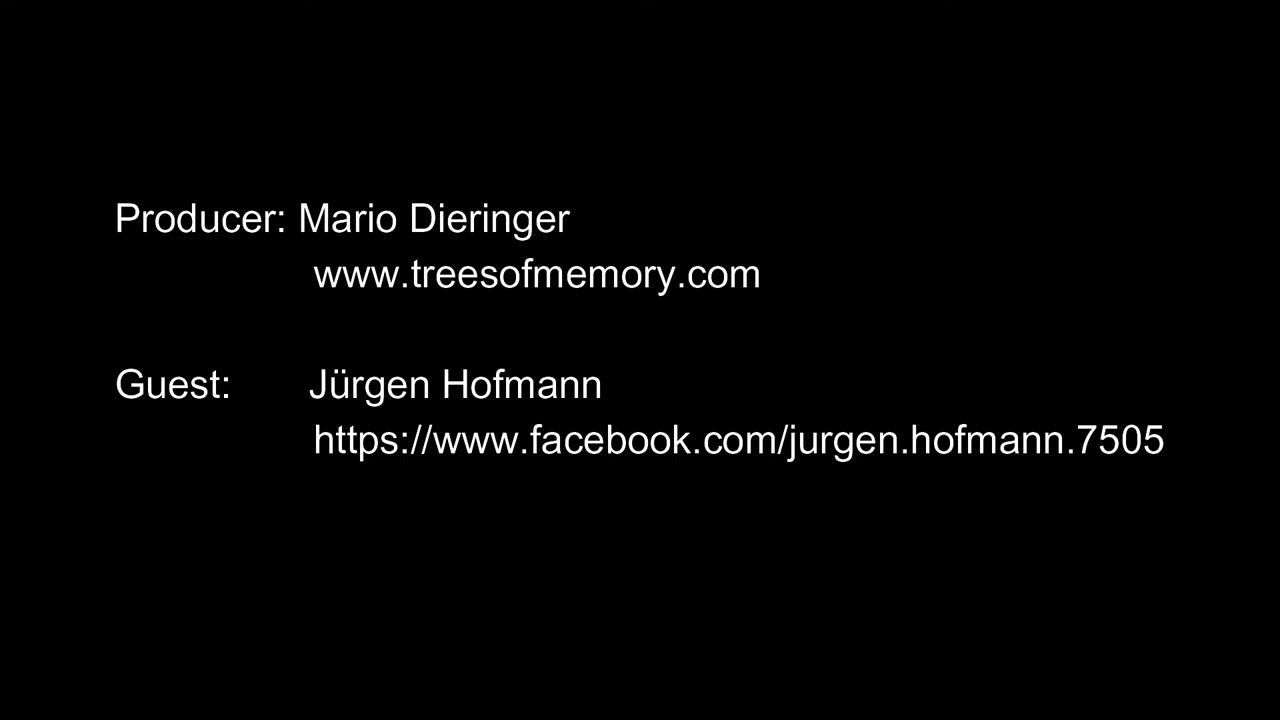 Producer: Mario Dieringer
www.treesofmemory.com
Guest: Jürgen Hofmann
https://www.facebook.com/jurgen.hofmann.7505